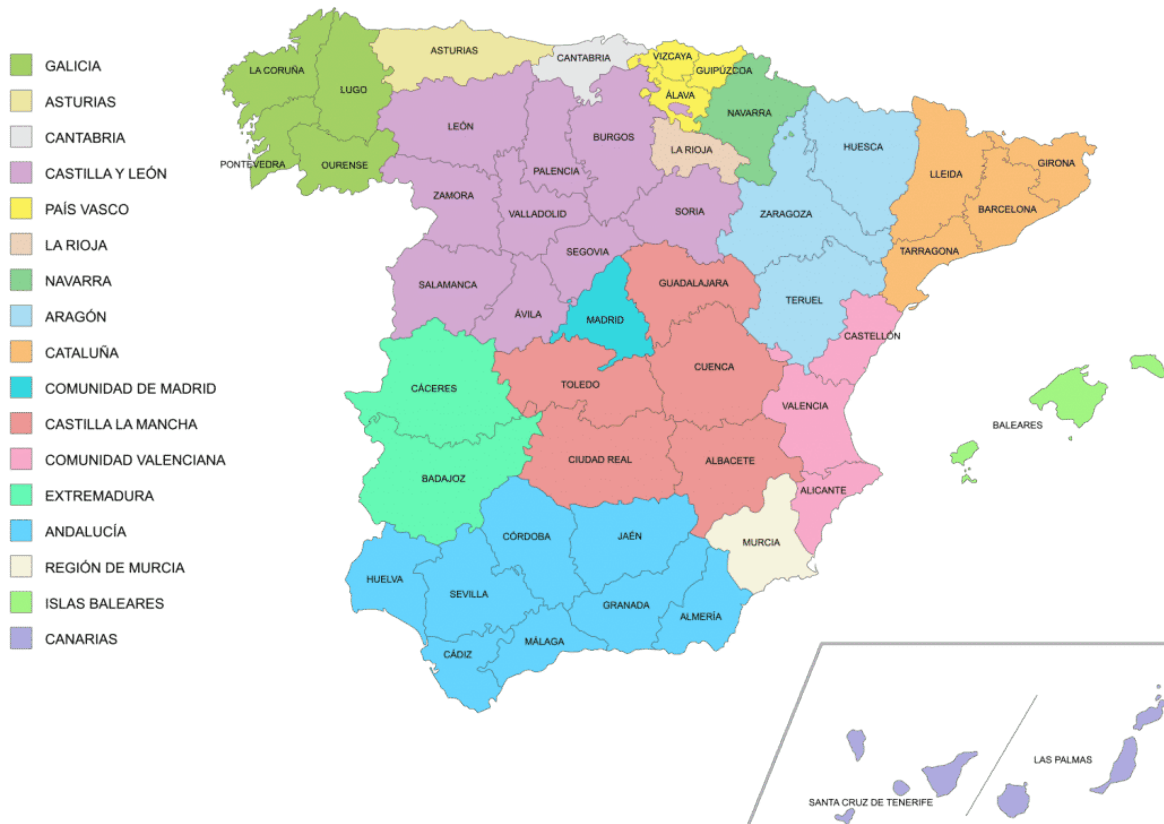 GALICIA
ASTURIAS
CANTABRIA
CASTILLA Y LEÓN
PAÍS VASCO
LA RIOJA
NAVARRA
ARAGÓN
CATALUÑA
COMUNIDAD DE MADRID
CASTILLA LA MANCHA
COMUNIDAD VALENCIANA
EXTREMADURA
ANDALUCÍA
REGIÓN DE MURCIA
ISLAS BALEARES
CANARIAS
LA CORUÑA
LUGO
PONTEVEDRA
OURENSE
ASTURIAS
CANTABRIA
VIZCAYA
GUIPÚZCOA
ÁLAVA
NAVARRA
LA RIOJA
LEÓN
PALENCIA
BURGOS
ZAMORA
VALLADOLID
SORIA
SEGOVIA
SALAMANCA
ÁVILA
HUESCA
ZARAGOZA
TERUEL
LLEIDA
GIRONA
BARCELONA
TARRAGONA
MADRID
GUADALAJARA
CUENCA
TOLEDO
CIUDAD REAL
ALBACETE
CASTELLÓN
VALENCIA
ALICANTE
BALEARES
CÁCERES
BADAJOZ
MURCIA
HUELVA
SEVILLA
CÓRDOBA
JAÉN
GRANADA
ALMERÍA
MÁLAGA
CÁDIZ
LAS PALMAS
SANTA CRUZ DE TENERIFE